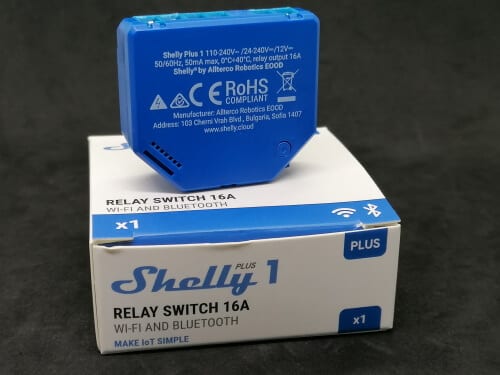 Shelly Plus 1 110-240V~ /24-240V⎓/12V⎓
50/60Hz, 50mA max, 0°C÷40°C, relay output 16A
Shelly® by Allterco Robotics EOOD
CE RoHS
COMPLIANT
Manufacturer: Allterco Robotics EOOD
Address: 103 Cherni Vrah Blvd., Bulgaria, Sofia 1407
www.shelly.cloud
RELAY SWITCH 16A
WI-FI AND BLUETOOTH
x1
PLUS
Shelly PLUS 1
RELAY SWITCH 16A
WI-FI AND BLUETOOTH
MAKE IoT SIMPLE
x1